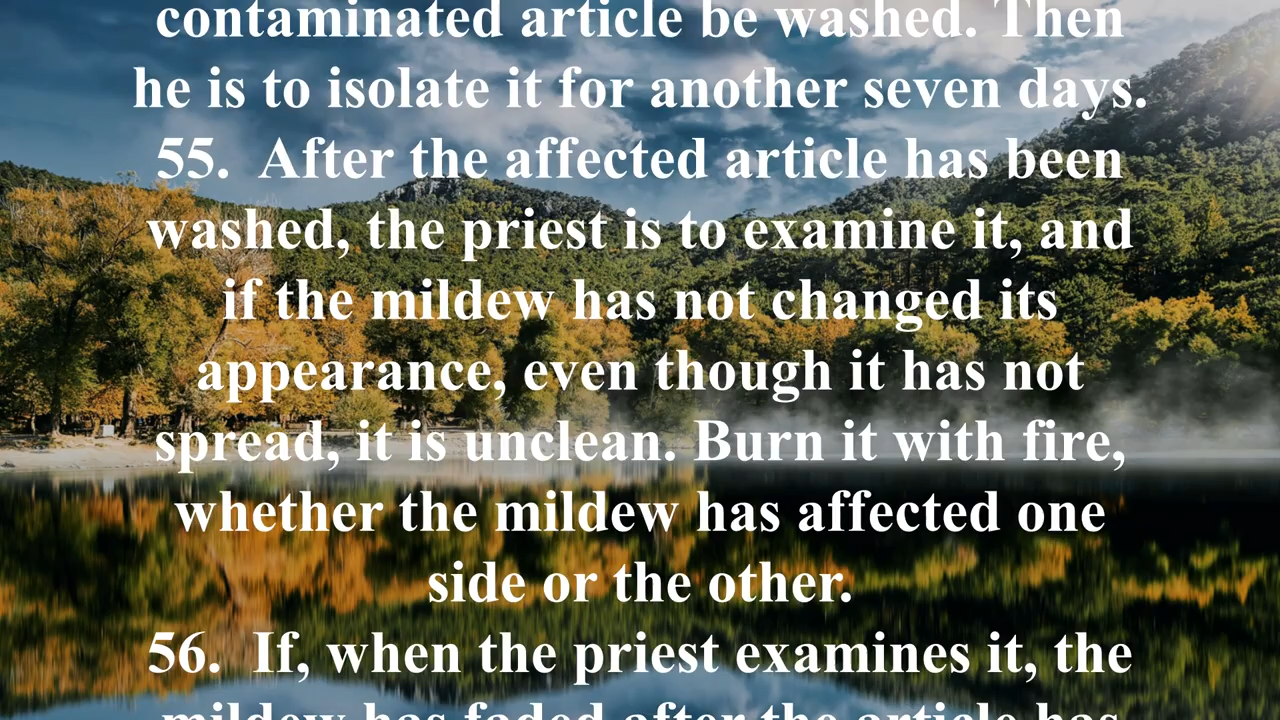 contaminated article be washed. Then
he is to isolate it for another seven days.
55.  After the affected article has been
washed, the priest is to examine it, and
if the mildew has not changed its
appearance, even though it has not
spread, it is unclean. Burn it with fire,
whether the mildew has affected one
side or the other.
56.  If, when the priest examines it, the
mildew has faded after the article has